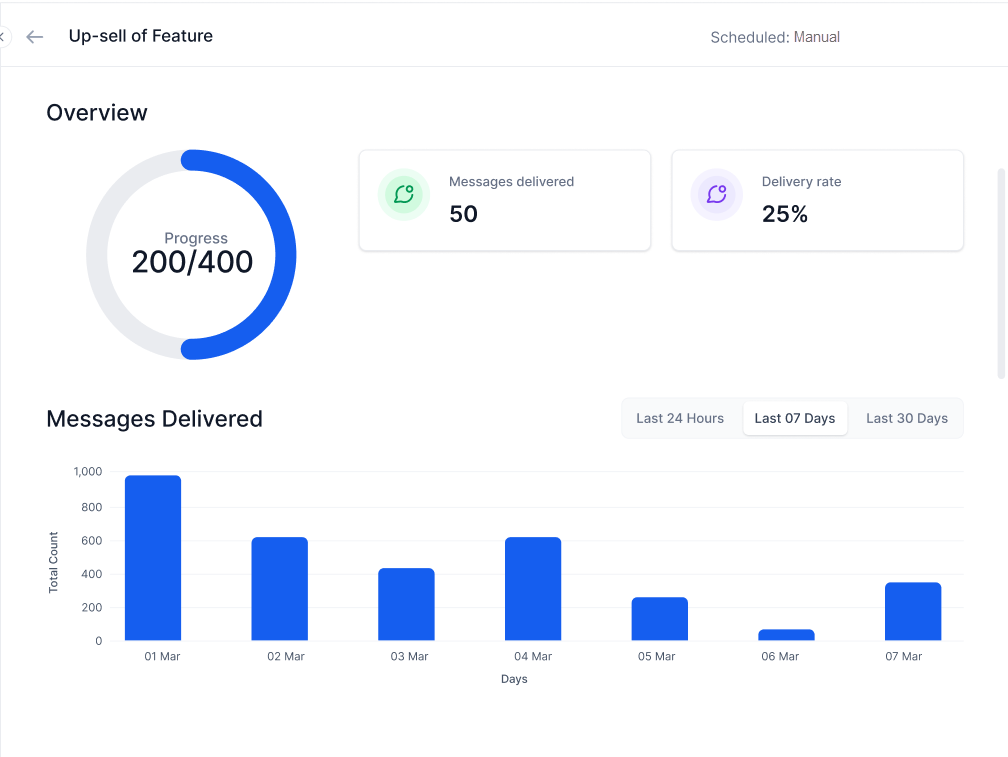 Up-sell of Feature
Scheduled: Manual
Overview
Progress
200/400
Messages delivered
50
Delivery rate
25%
Messages Delivered
Last 24 Hours
Last 07 Days
Last 30 Days
1,000
800
600
400
200
0
Total Count
01 Mar
02 Mar
03 Mar
04 Mar
05 Mar
06 Mar
07 Mar
Days